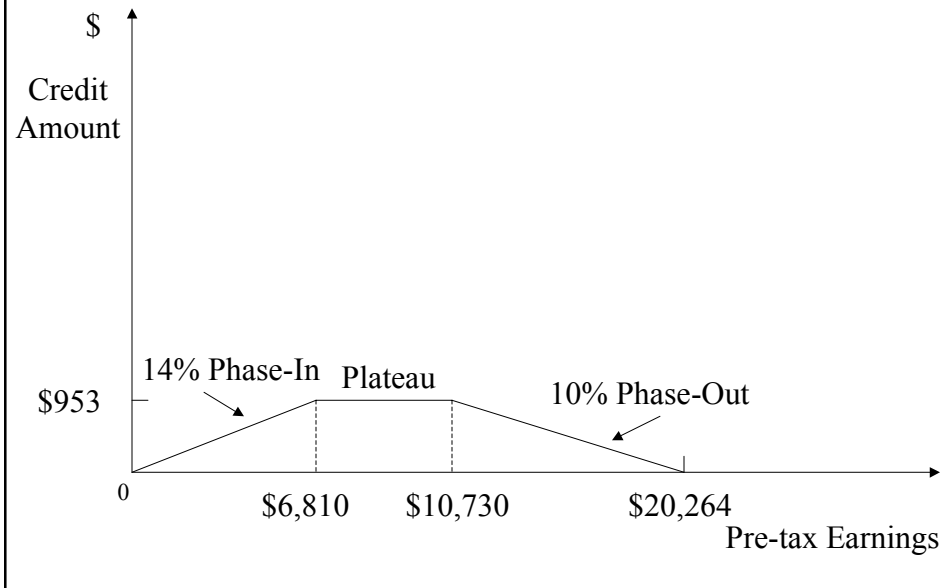 $
Credit
Amount
14% Phase-In
Plateau
10% Phase-Out
$953
0
$6,810
$10,730
$20,264
Pre-tax Earnings